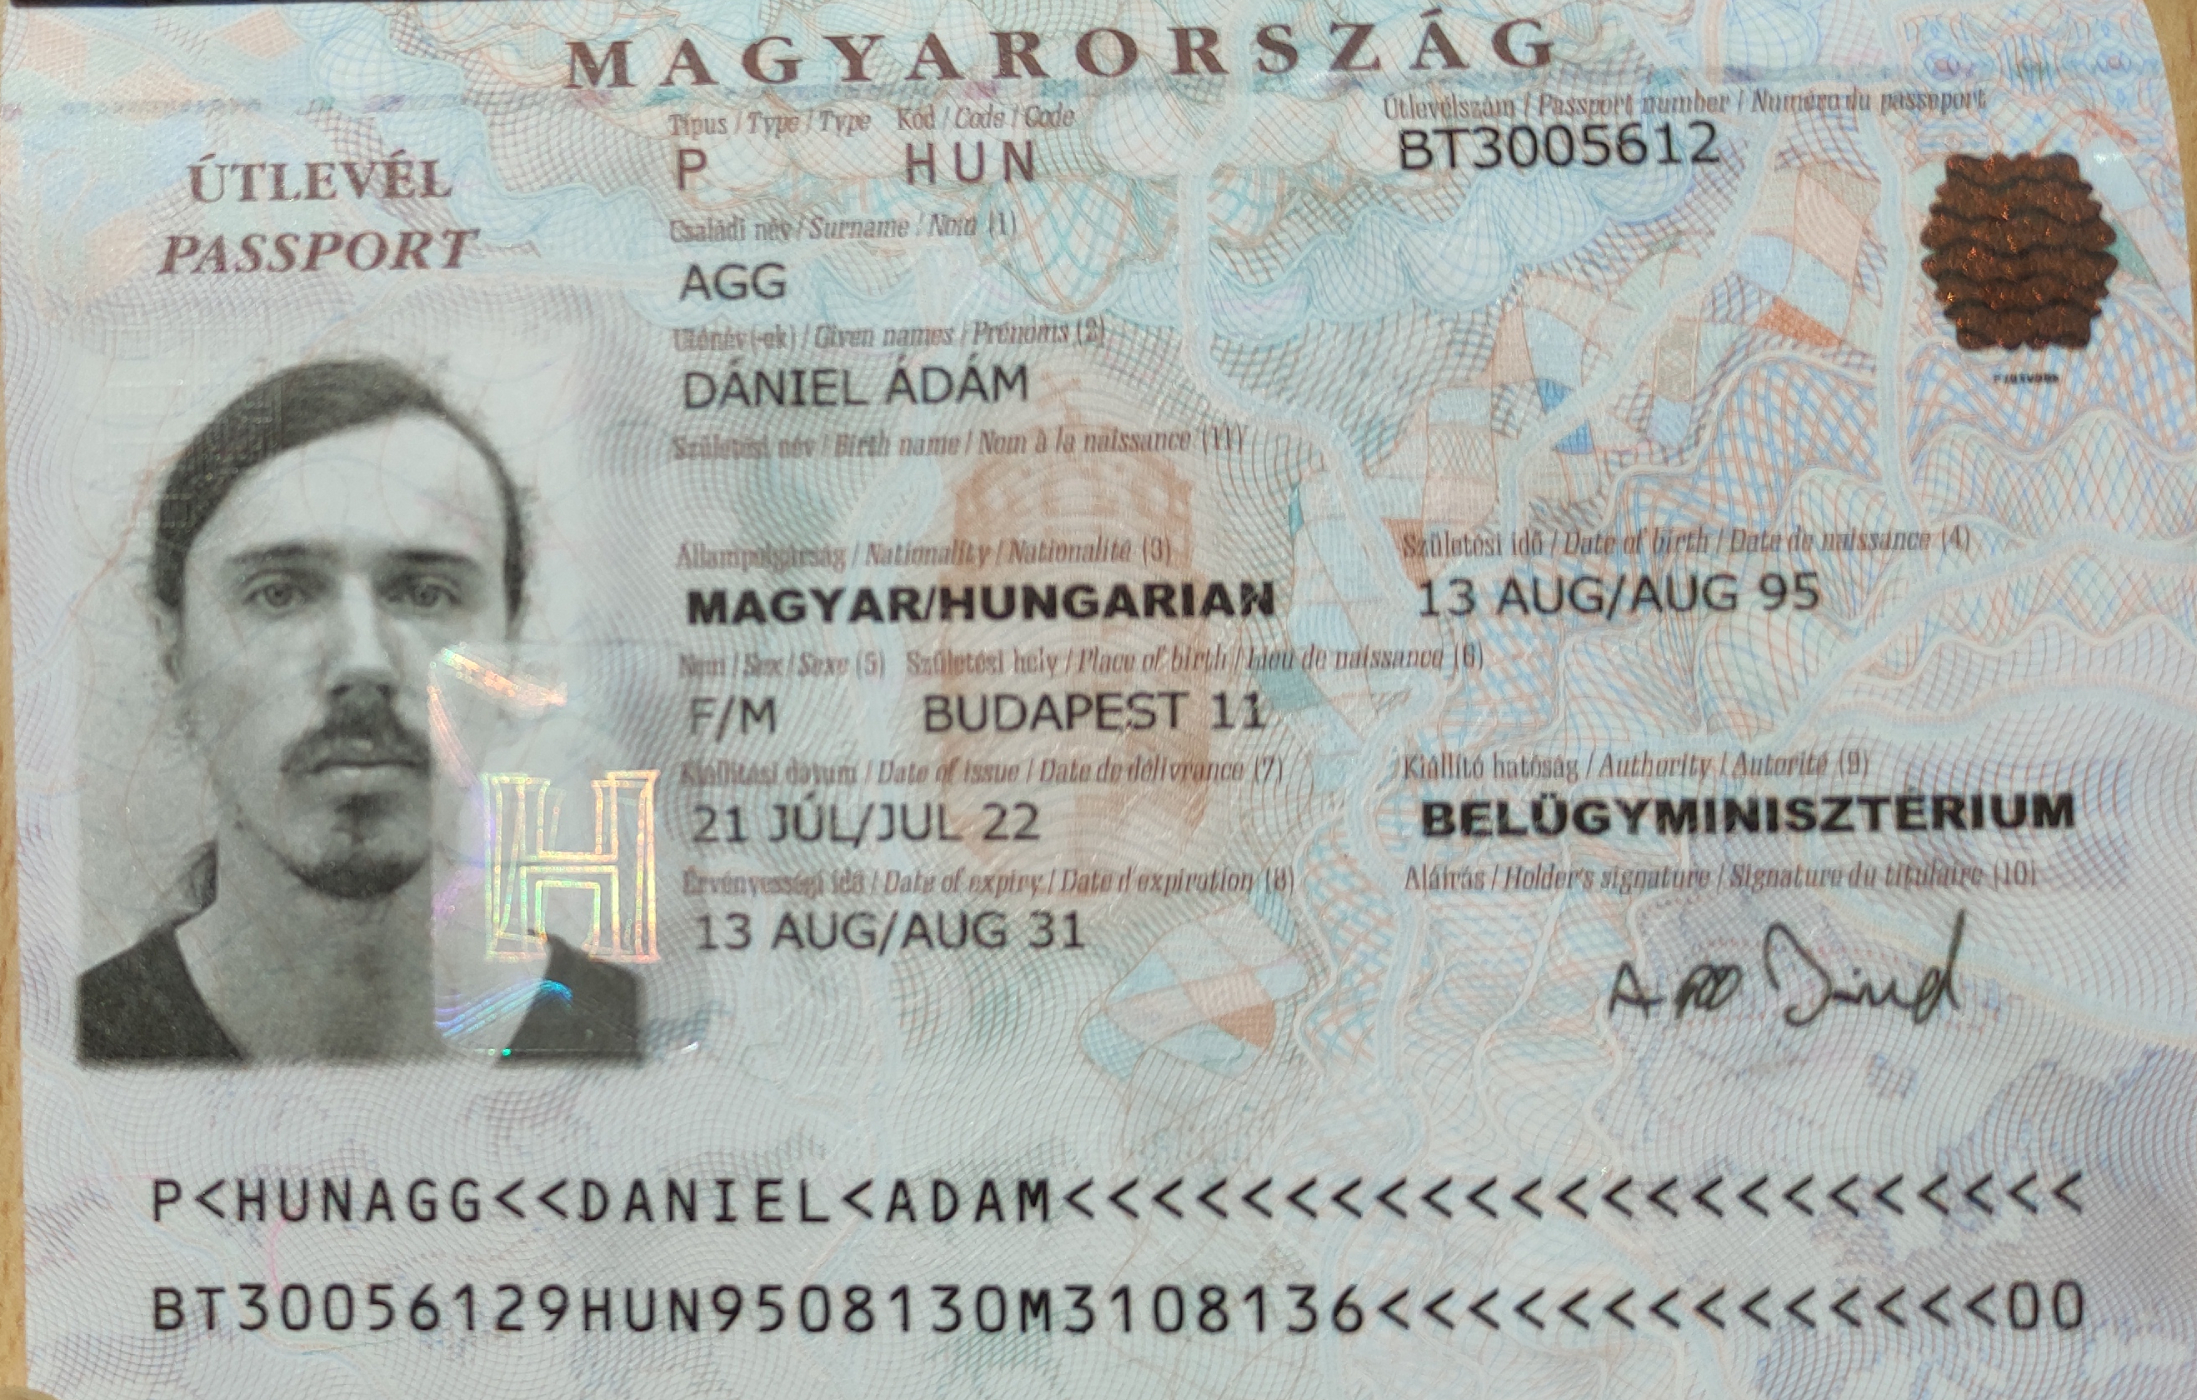 MAGYARORSZÁG
ÚTLEVÉL
PASSPORT
Típus / Type / Type Kód / Code / Code
P HUN
Útlevélszám / Passport number / Numéro du passeport
BT3005612
Családi név / Surname / Nom (1)
AGG
Utónév(-ek) / Given names / Prénoms (2)
DÁNIEL ÁDÁM
Születési név / Birth name / Nom à la naissance (11)
Állampolgárság / Nationality / Nationalité (3)
MAGYAR/HUNGARIAN
Születési idő / Date of birth / Date de naissance (4)
13 AUG/AUG 95
Nem / Sex / Sexe (5) Születési hely / Place of birth / Lieu de naissance (6)
F/M BUDAPEST 11
Kiállítási dátum / Date of issue / Date de délivrance (7)
21 JÚL/JUL 22
Kiállító hatóság / Authority / Autorité (9)
BELÜGYMINISZTÉRIUM
Érvényességi idő / Date of expiry / Date d'expiration (8)
13 AUG/AUG 31
Aláírás / Holder's signature / Signature du titulaire (10)
H
P<HUNAGG<<DANIEL<ADAM<<<<<<<<<<<<<<<<<<<<<<<
BT30056129HUN9508130M3108136<<<<<<<<<<<<<<00